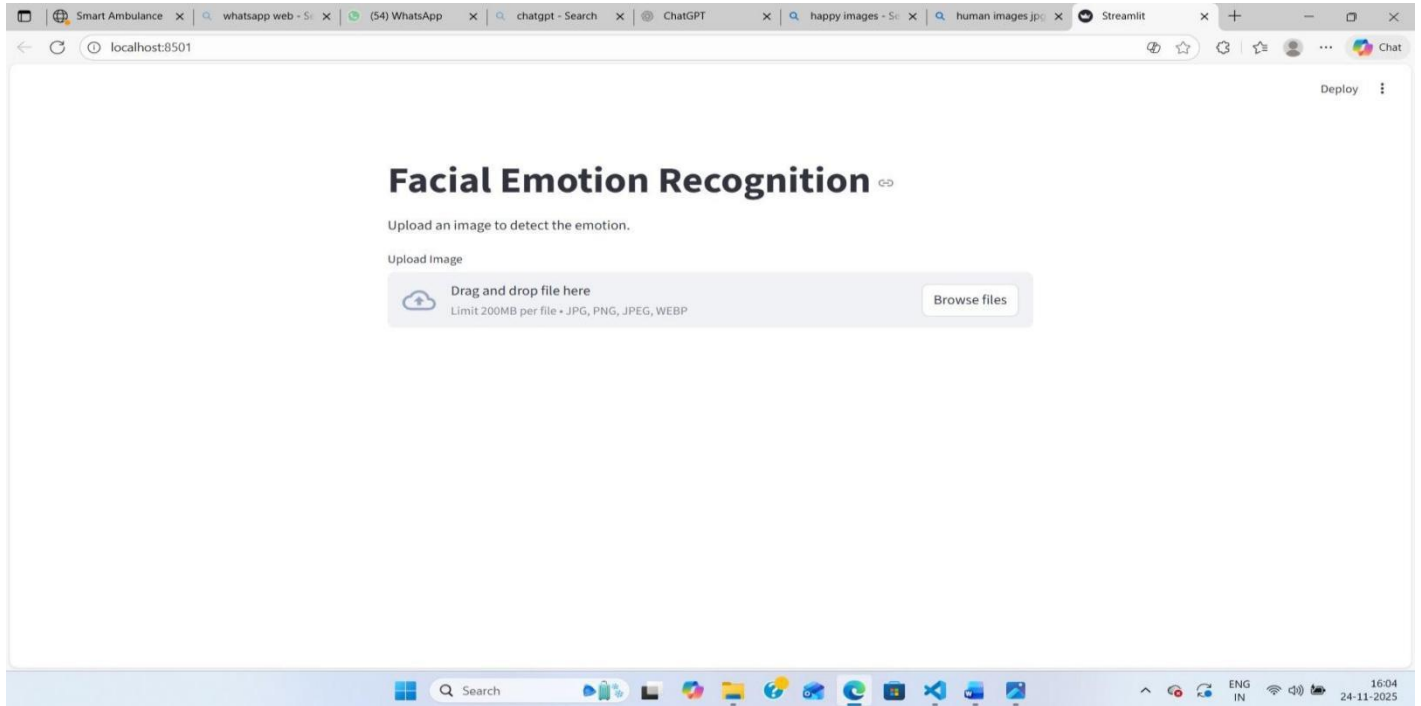 Smart Ambulance
whatsapp web - Se
(54) WhatsApp
chatgpt - Search
ChatGPT
happy images - Se
human images jpg
Streamlit
localhost:8501
Chat
Deploy
Facial Emotion Recognition
Upload an image to detect the emotion.
Upload Image
Drag and drop file here
Limit 200MB per file • JPG, PNG, JPEG, WEBP
Browse files
Search
ENG
IN
16:04
24-11-2025